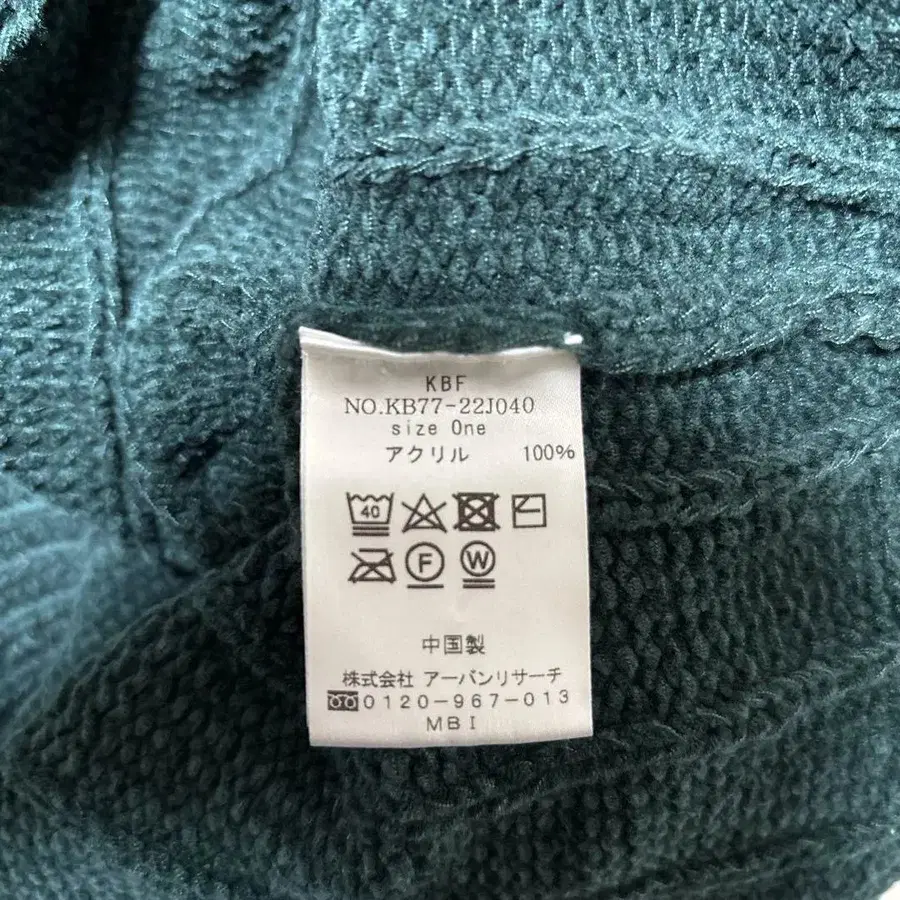 KBF
NO.KB77-22J040
size One
アクリル 100%
40
F W
中国製
株式会社 アーバンリサーチ
0120-967-013
MBI